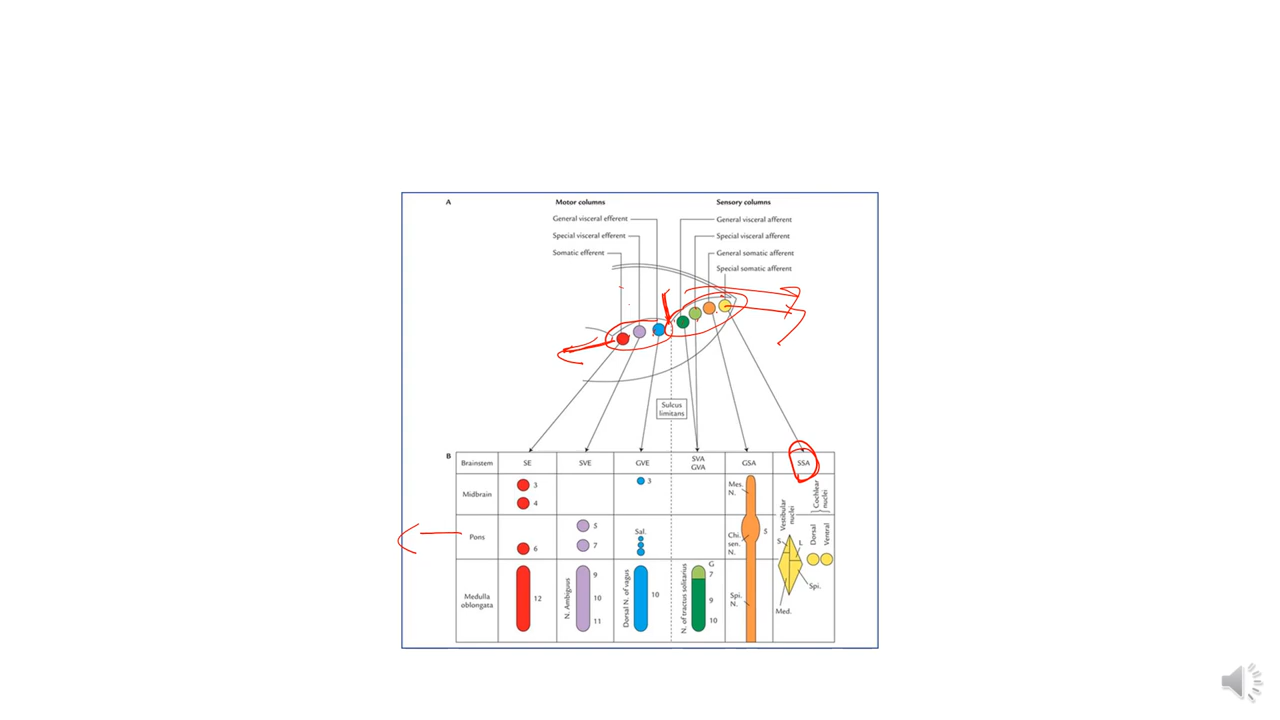 A
Motor columns
Sensory columns
General visceral efferent
General visceral afferent
Special visceral efferent
Special visceral afferent
Somatic efferent
General somatic afferent
Special somatic afferent
Sulcus
limitans
B
Brainstem
SE
SVE
GVE
SVA
GVA
GSA
SSA
Midbrain
3
4
3
Mes.
N.
Vestibular
nuclei
Cochlear
nuclei
Pons
6
5
7
Sal.
Chi.
sen.
N.
5
S
L
Dorsal
Ventral
Spi.
Med.
Medulla
oblongata
12
N. Ambiguus
9
10
11
Dorsal N. of vagus
10
N. of tractus solitarius
G
7
9
10
Spi.
N.